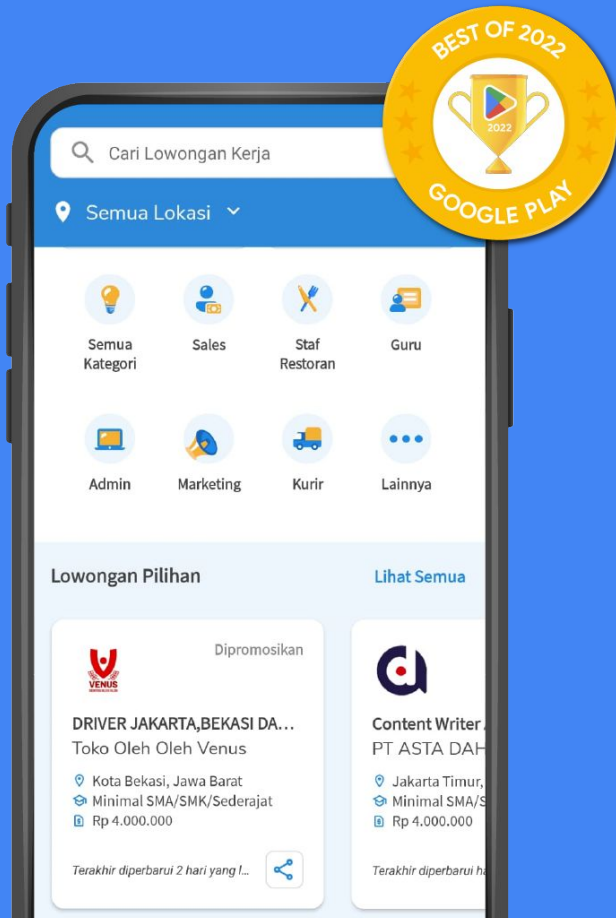 BEST OF 2022
2022
GOOGLE PLAY
Cari Lowongan Kerja
Semua Lokasi
Semua
Kategori
Sales
Staf
Restoran
Guru
Admin
Marketing
Kurir
Lainnya
Lowongan Pilihan
Lihat Semua
Dipromosikan
VENUS
DRIVER JAKARTA,BEKASI DA...
Toko Oleh Oleh Venus
Kota Bekasi, Jawa Barat
Minimal SMA/SMK/Sederajat
Rp 4.000.000
Terakhir diperbarui 2 hari yang l...
Content Writer
PT ASTA DAH
Jakarta Timur,
Minimal SMA/S
Rp 4.000.000
Terakhir diperbarui ha